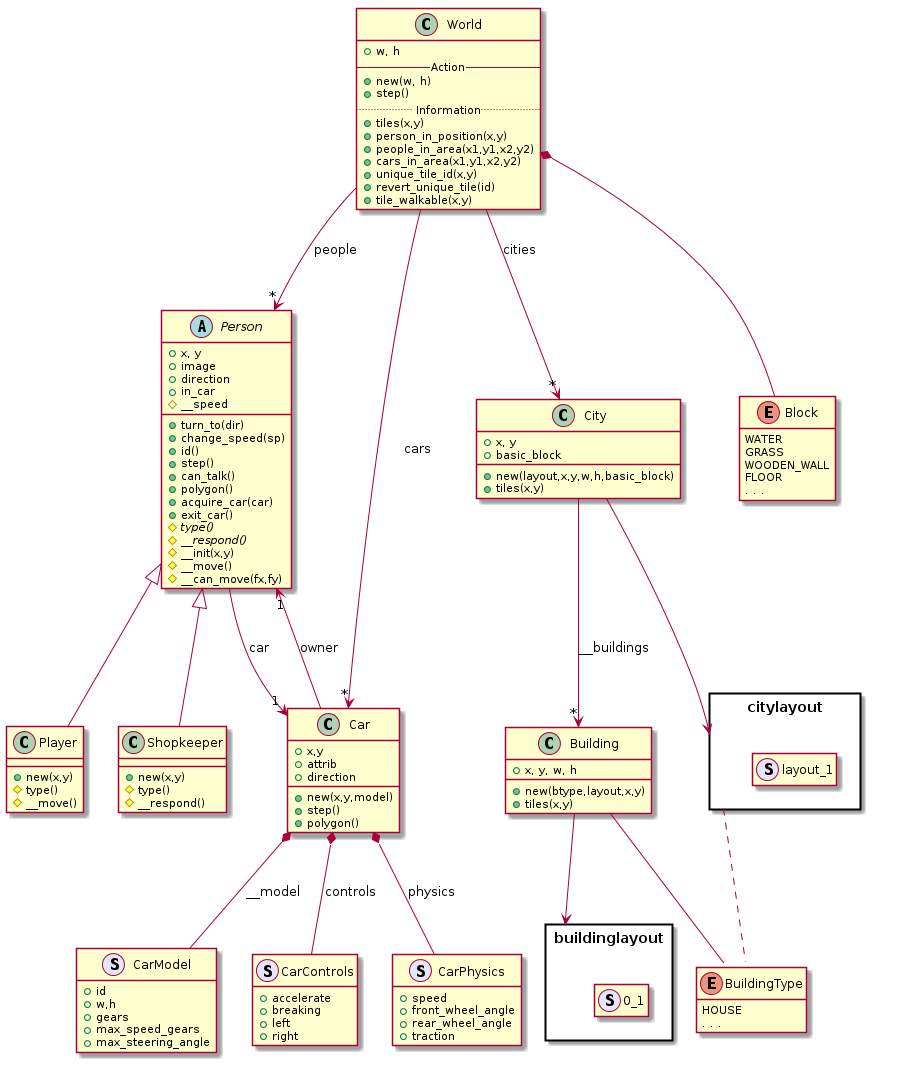 C World
w, h
Action
new(w, h)
step()
Information
tiles(x,y)
person_in_position(x,y)
people_in_area(x1,y1,x2,y2)
cars_in_area(x1,y1,x2,y2)
unique_tile_id(x,y)
revert_unique_tile(id)
tile_walkable(x,y)
people
cities
cars
*
*
*
A Person
x, y
image
direction
in_car
__speed
turn_to(dir)
change_speed(sp)
id()
step()
can_talk()
polygon()
acquire_car(car)
exit_car()
type()
__respond()
__init(x,y)
__move()
__can_move(fx,fy)
C City
x, y
basic_block
new(layout,x,y,w,h,basic_block)
tiles(x,y)
E Block
WATER
GRASS
WOODEN_WALL
FLOOR
. . .
1
car
owner
1
__buildings
*
C Player
new(x,y)
type()
__move()
C Shopkeeper
new(x,y)
type()
__respond()
C Car
x,y
attrib
direction
new(x,y,model)
step()
polygon()
C Building
x, y, w, h
new(btype,layout,x,y)
tiles(x,y)
citylayout
S layout_1
__model
controls
physics
S CarModel
id
w,h
gears
max_speed_gears
max_steering_angle
S CarControls
accelerate
breaking
left
right
S CarPhysics
speed
front_wheel_angle
rear_wheel_angle
traction
buildinglayout
S 0_1
E BuildingType
HOUSE
. . .